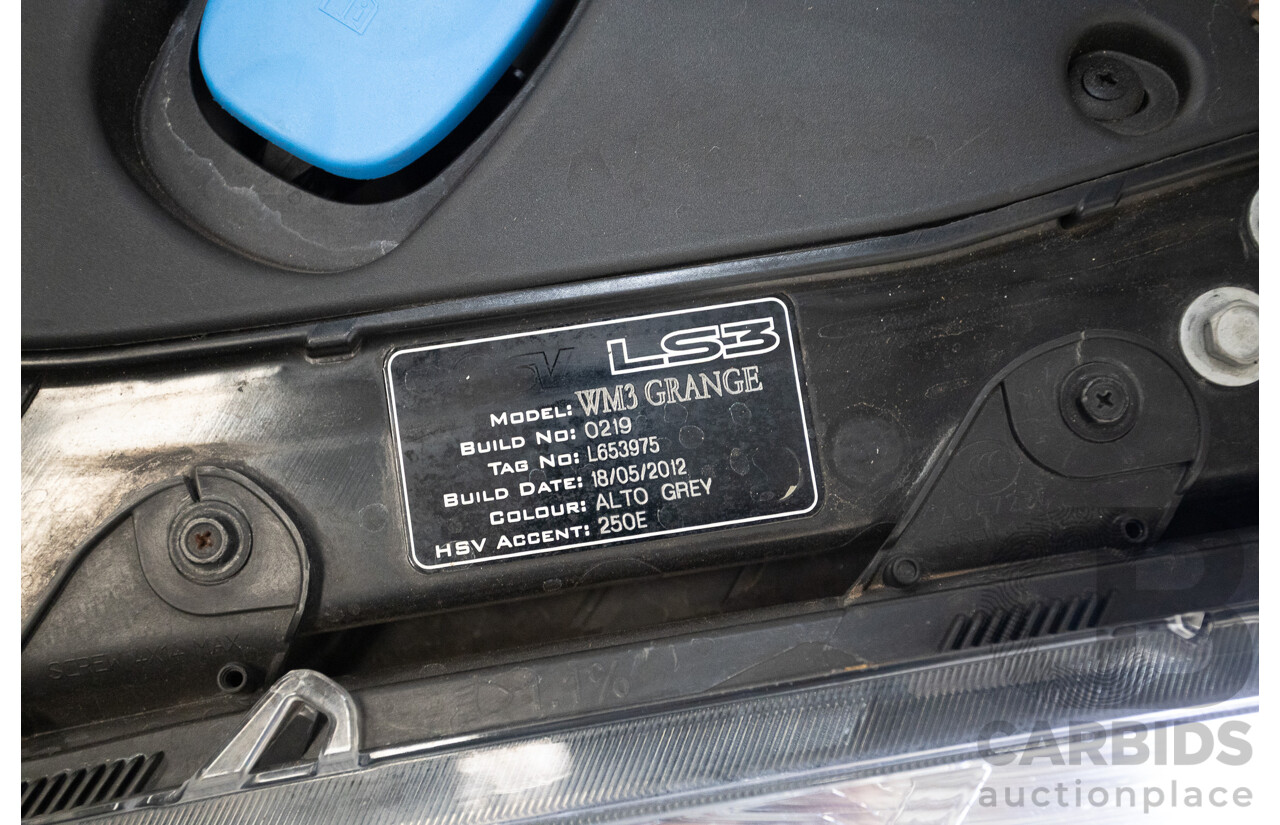 LS3
MODEL: WM3 GRANGE
BUILD NO: 0219
TAG NO: L653975
BUILD DATE: 18/05/2012
COLOUR: ALTO GREY
HSV ACCENT: 250E
1%
CARBIDS
auctionplace